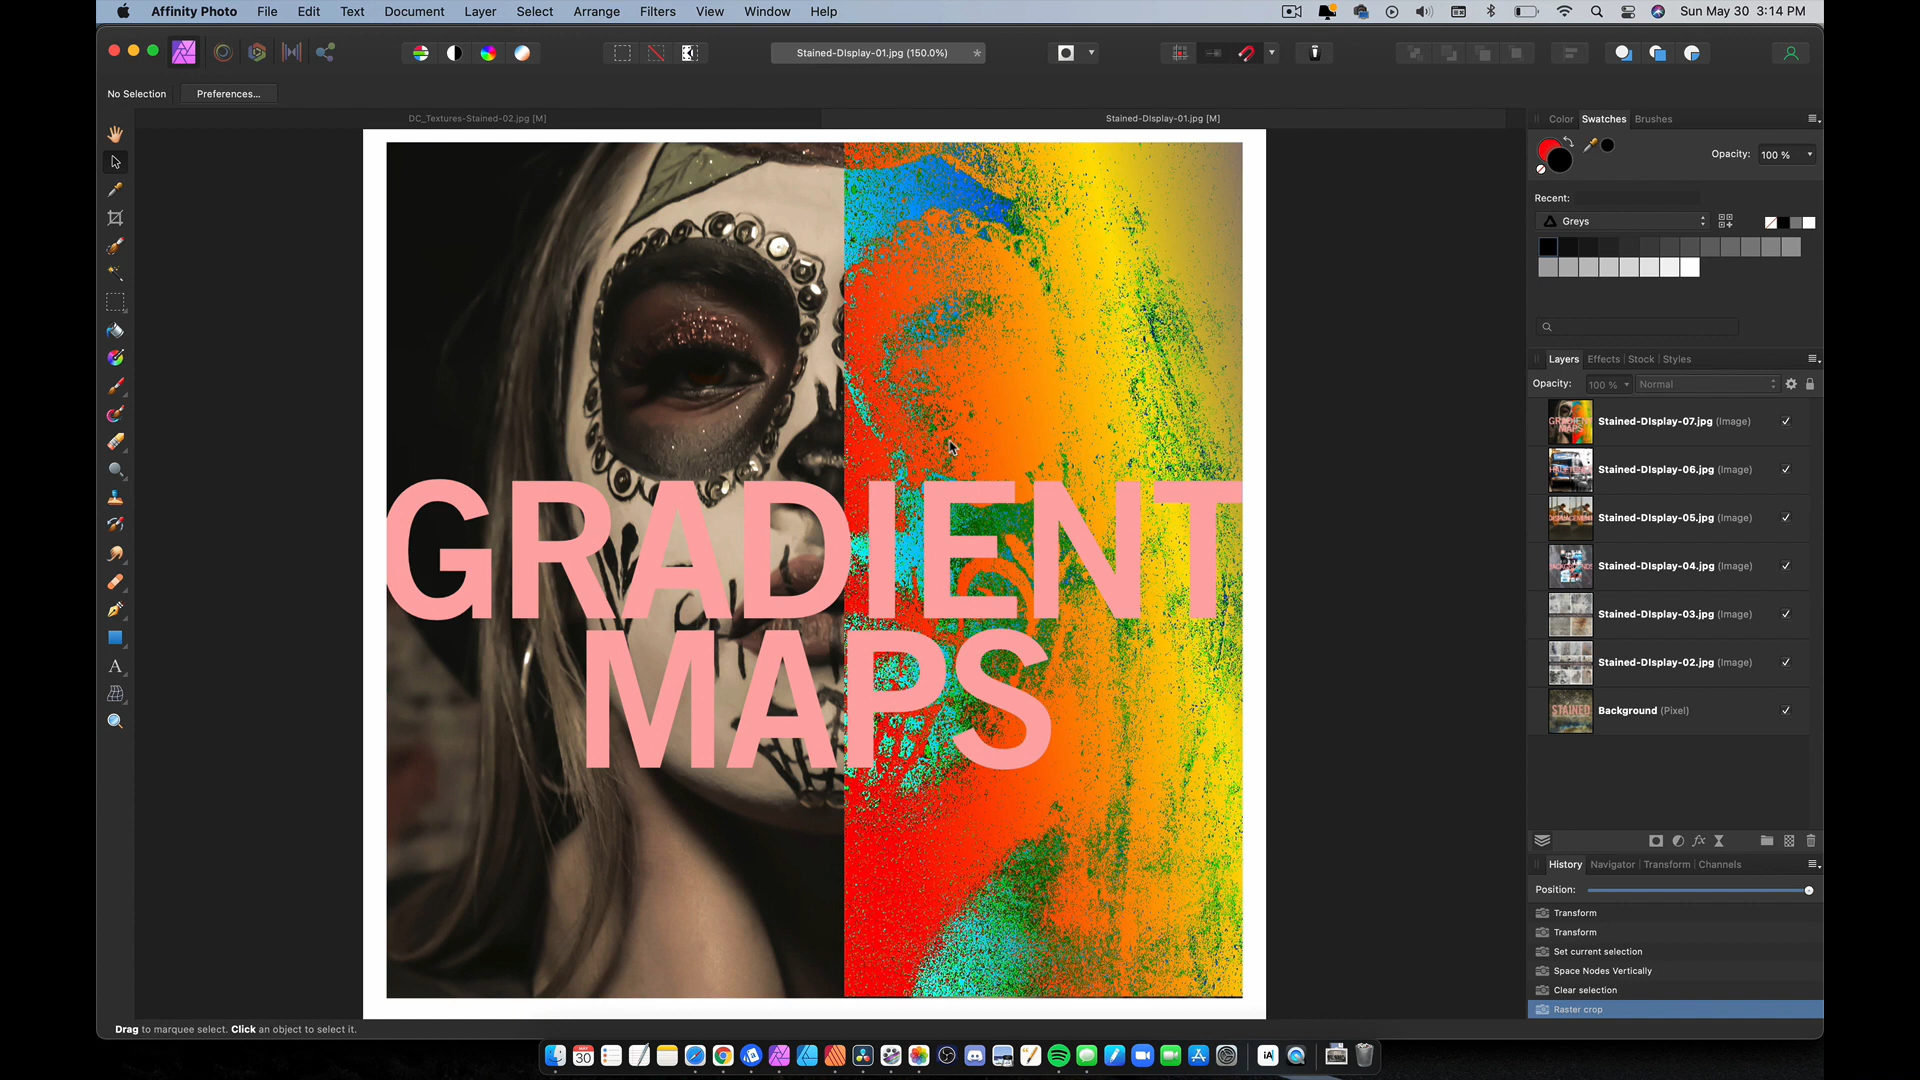 Affinity Photo File Edit Text Document Layer Select Arrange Filters View Window Help Sun May 30 3:14 PM
Stained-DIsplay-01.jpg (150.0%)
No Selection Preferences...
DC_Textures-Stained-02.jpg [M] Stained-DIsplay-01.jpg [M]
Color Swatches Brushes
Opacity: 100 %
Recent:
Greys
Layers Effects Stock Styles
Opacity: 100 % Normal
Stained-DIsplay-07.jpg (Image)
Stained-DIsplay-06.jpg (Image)
Stained-DIsplay-05.jpg (Image)
Stained-DIsplay-04.jpg (Image)
Stained-DIsplay-03.jpg (Image)
Stained-DIsplay-02.jpg (Image)
Background (Pixel)
GRADIENT
MAPS
History Navigator Transform Channels
Position:
Transform
Transform
Set current selection
Space Nodes Vertically
Clear selection
Raster crop
Drag to marquee select. Click an object to select it.
30
iA